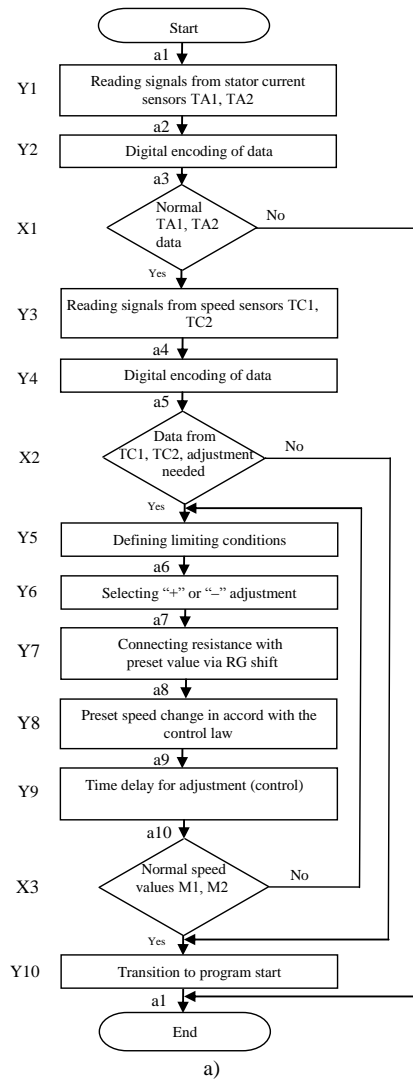 Start
a1
Y1
Reading signals from stator current
sensors TA1, TA2
a2
Y2
Digital encoding of data
a3
X1
Normal
TA1, TA2
data
No
Yes
Y3
Reading signals from speed sensors TC1,
TC2
a4
Y4
Digital encoding of data
a5
X2
Data from
TC1, TC2, adjustment
needed
No
Yes
Y5
Defining limiting conditions
a6
Y6
Selecting “+” or “–” adjustment
a7
Y7
Connecting resistance with
preset value via RG shift
a8
Y8
Preset speed change in accord with the
control law
a9
Y9
Time delay for adjustment (control)
a10
X3
Normal speed
values M1, M2
No
Yes
Y10
Transition to program start
a1
End
a)